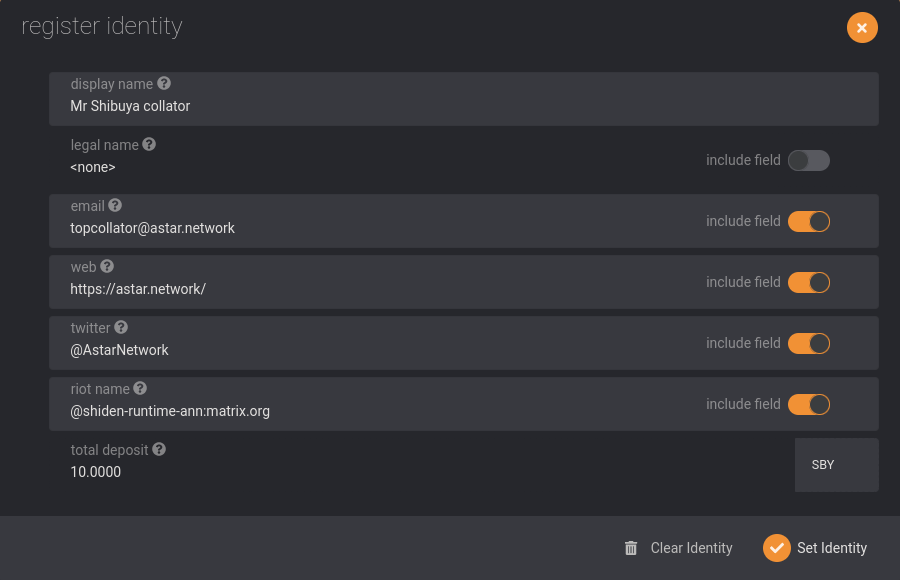 register identity
display name
Mr Shibuya collator
legal name
<none>
include field
email
topcollator@astar.network
include field
web
https://astar.network/
include field
twitter
@AstarNetwork
include field
riot name
@shiden-runtime-ann:matrix.org
include field
total deposit
10.0000
SBY
Clear Identity
Set Identity